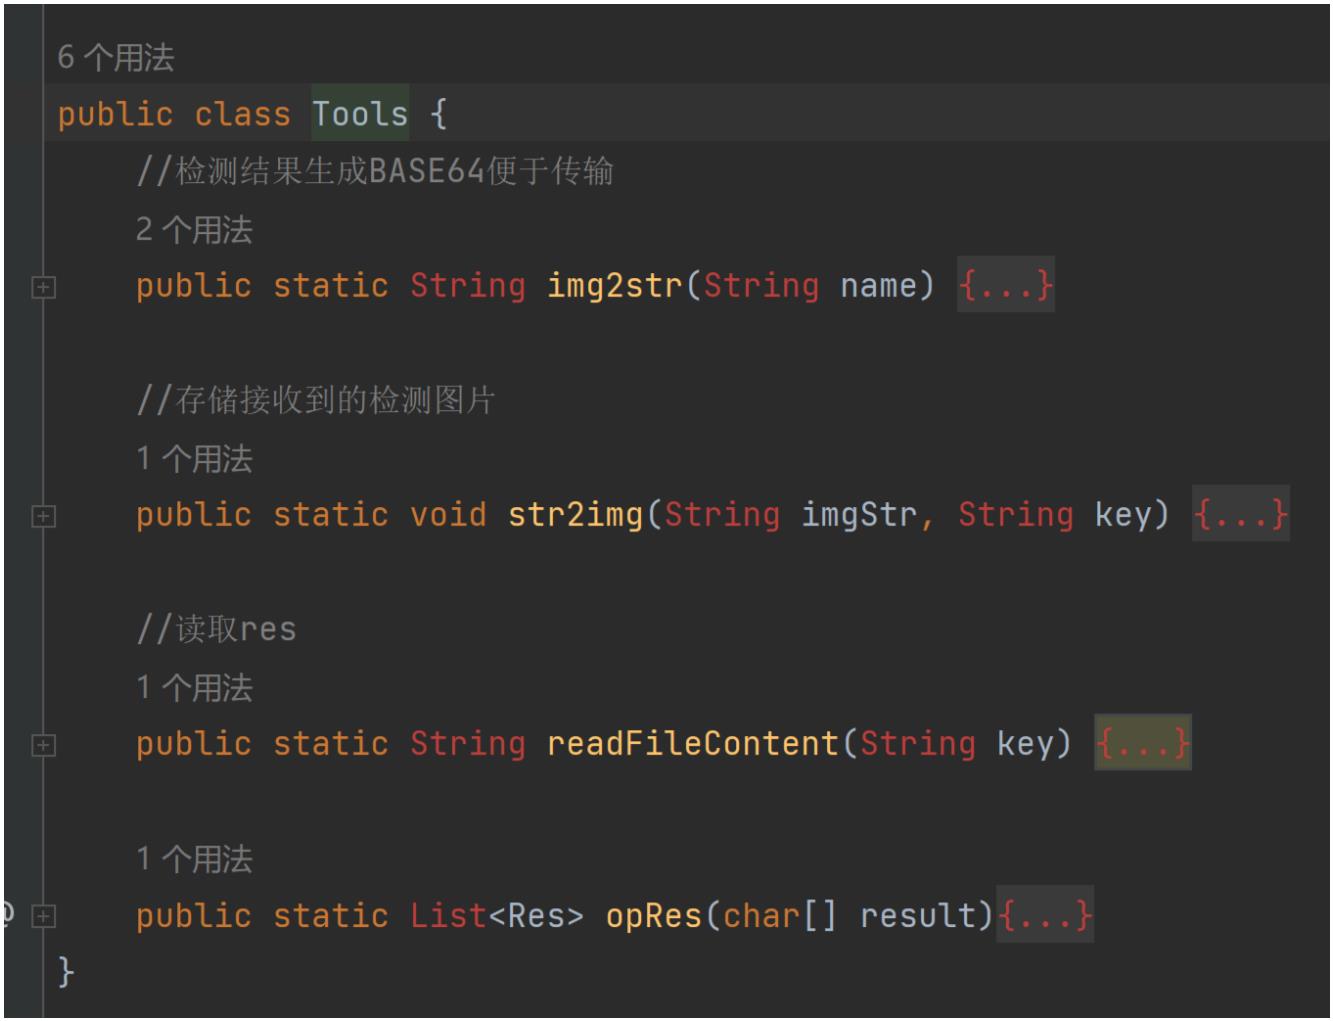 6 个用法
public class Tools {
//检测结果生成BASE64便于传输
2 个用法
public static String img2str(String name) {...}
//存储接收到的检测图片
1 个用法
public static void str2img(String imgStr, String key) {...}
//读取res
1 个用法
public static String readFileContent(String key) {...}
1 个用法
@ public static List<Res> opRes(char[] result){...}
}